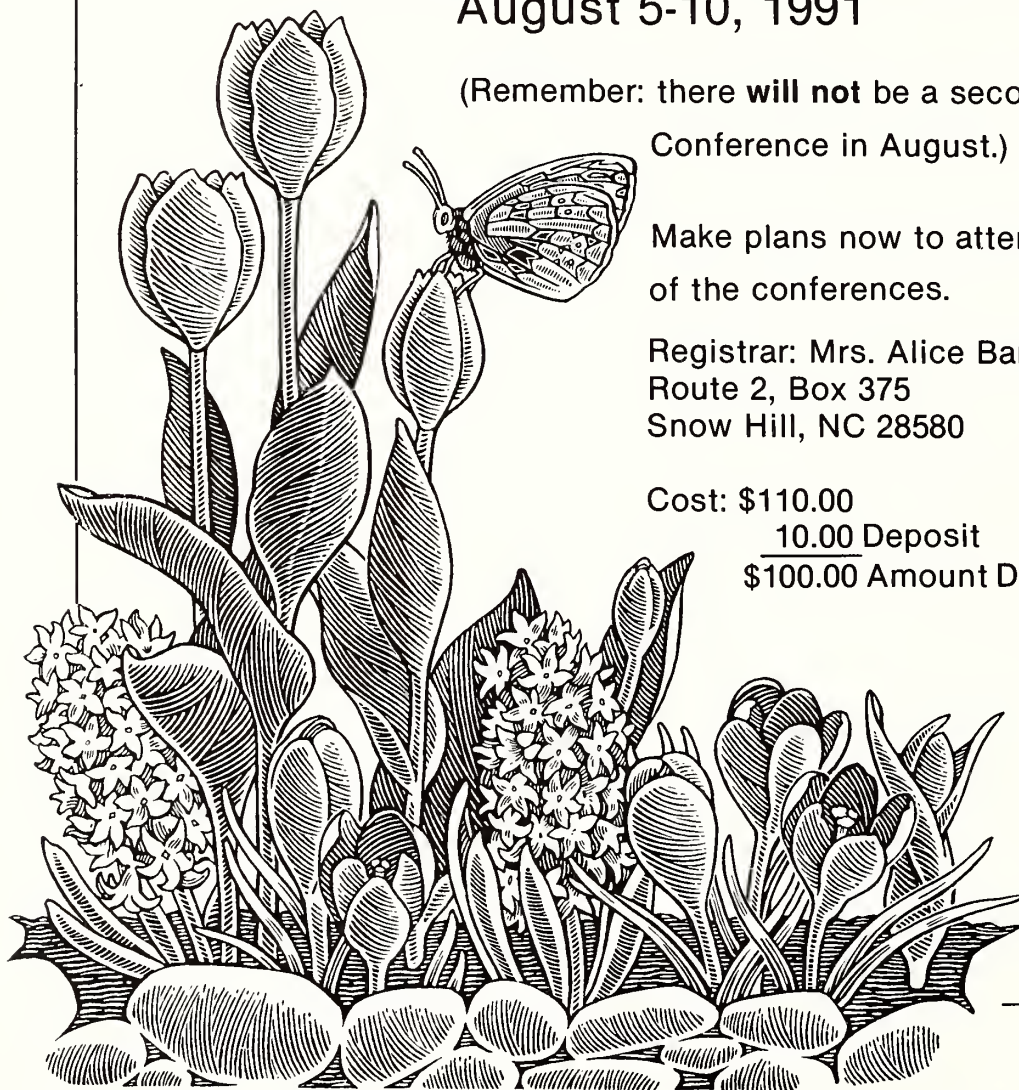 August 5-10, 1991
(Remember: there will not be a seco
Conference in August.)
Make plans now to atte
of the conferences.
Registrar: Mrs. Alice Ba
Route 2, Box 375
Snow Hill, NC 28580
Cost: $110.00
10.00 Deposit
$100.00 Amount D